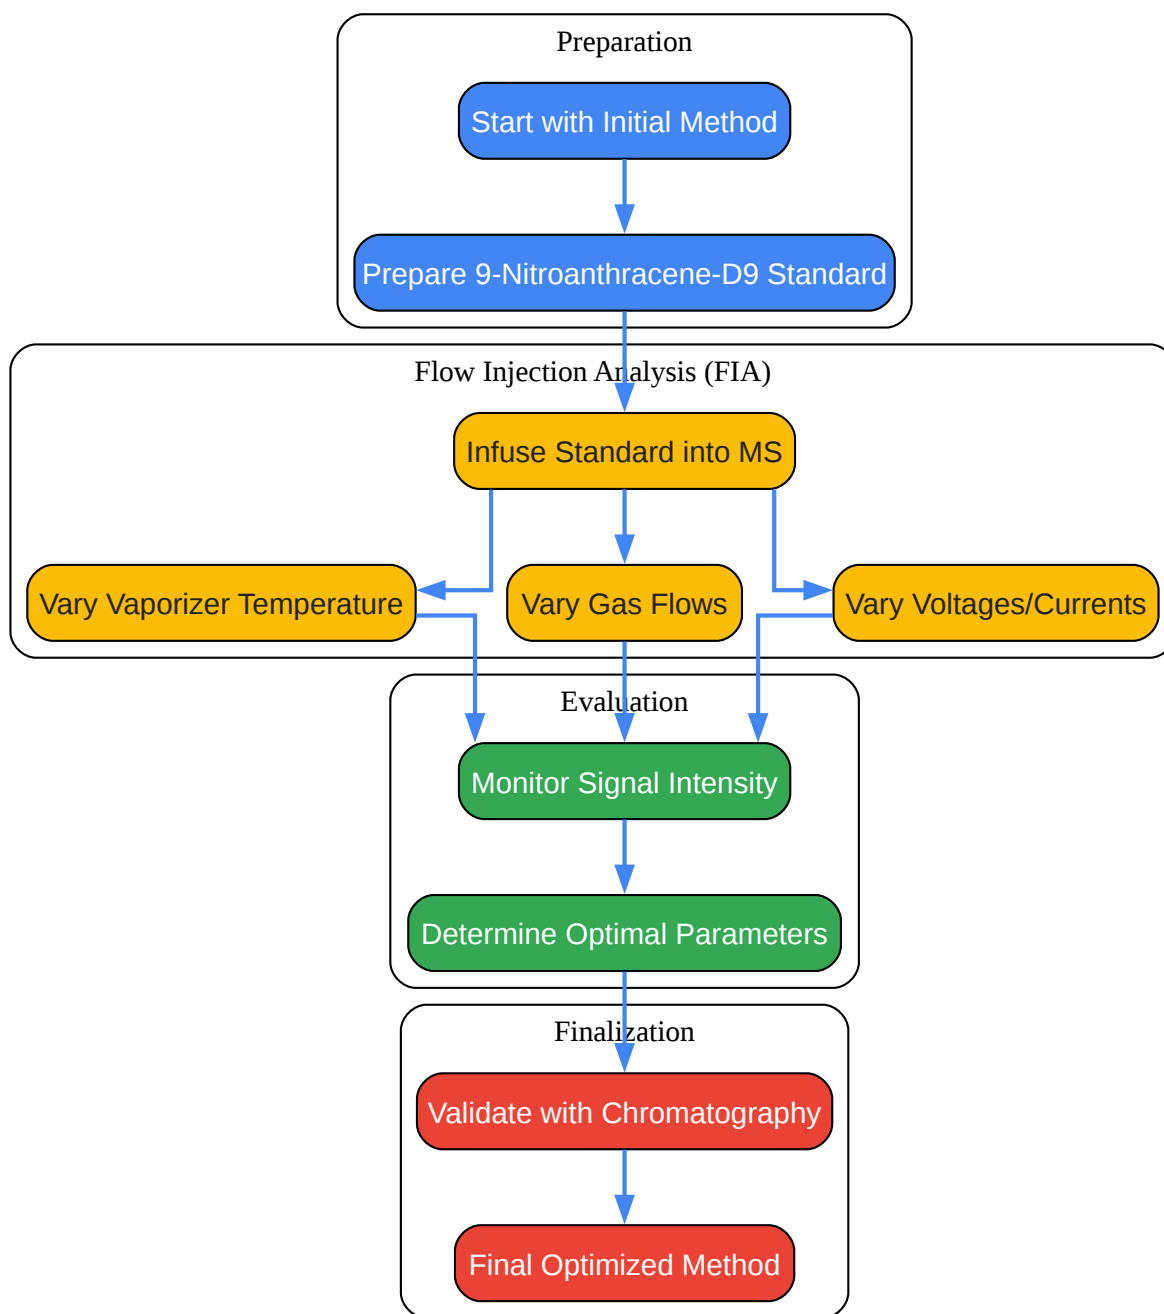 Preparation
Start with Initial Method
Prepare 9-Nitroanthracene-D9 Standard
Flow Injection Analysis (FIA)
Infuse Standard into MS
Vary Vaporizer Temperature
Vary Gas Flows
Vary Voltages/Currents
Evaluation
Monitor Signal Intensity
Determine Optimal Parameters
Finalization
Validate with Chromatography
Final Optimized Method